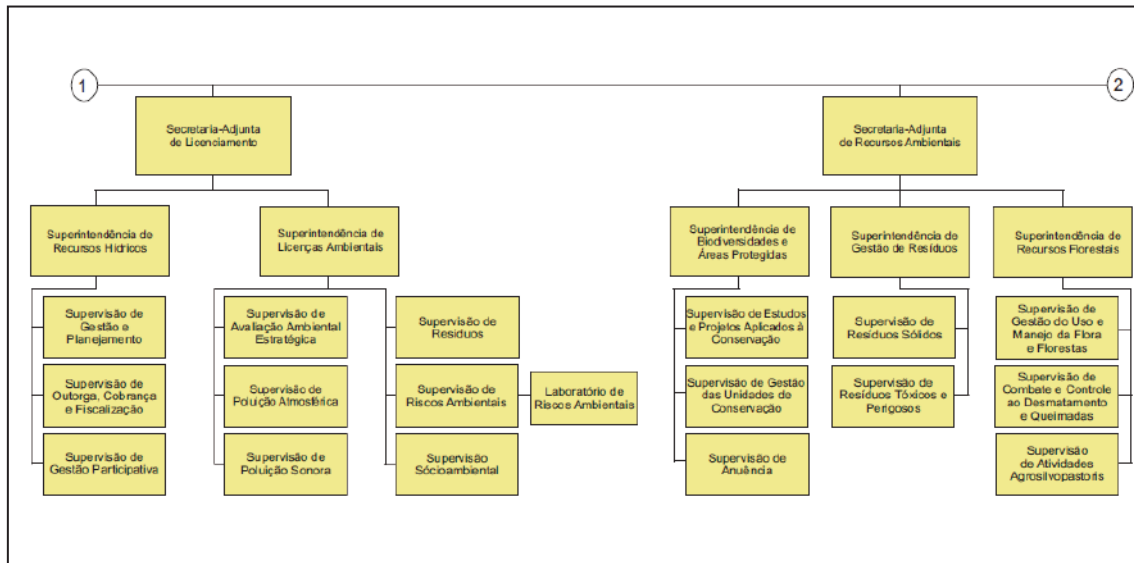 1
2
Secretaria-Adjunta
de Licenciamento
Secretaria-Adjunta
de Recursos Ambientais
Superintendência de
Recursos Hídricos
Superintendência de
Licenças Ambientais
Superintendência de
Biodiversidades e
Áreas Protegidas
Superintendência de
Gestão de Resíduos
Superintendência de
Recursos Florestais
Supervisão de
Gestão e
Planejamento
Supervisão de
Avaliação Ambiental
Estratégica
Supervisão de
Resíduos
Supervisão de Estudos
e Projetos Aplicados à
Conservação
Supervisão de
Resíduos Sólidos
Supervisão de
Gestão do Uso e
Manejo da Flora
e Florestas
Supervisão de
Outorga, Cobrança
e Fiscalização
Supervisão de
Poluição Atmosférica
Supervisão de
Riscos Ambientais
Laboratório de
Riscos Ambientais
Supervisão de Gestão
das Unidades de
Conservação
Supervisão de
Resíduos Tóxicos e
Perigosos
Supervisão de
Combate e Controle
ao Desmatamento
e Queimadas
Supervisão de
Gestão Participativa
Supervisão de
Poluição Sonora
Supervisão
Sócioambiental
Supervisão de
Anuência
Supervisão
de Atividades
Agrosilvopastoris